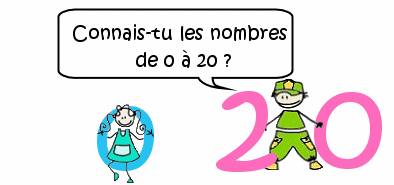 Connais-tu les nombres
de 0 à 20 ?
0
20